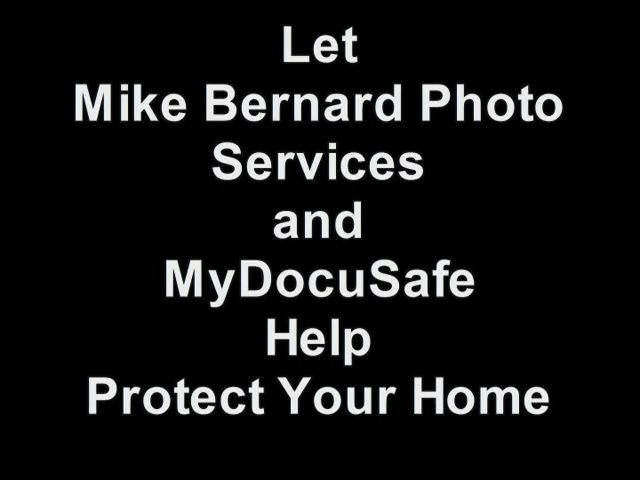 Let
Mike Bernard Photo
Services
and
MyDocuSafe
Help
Protect Your Home